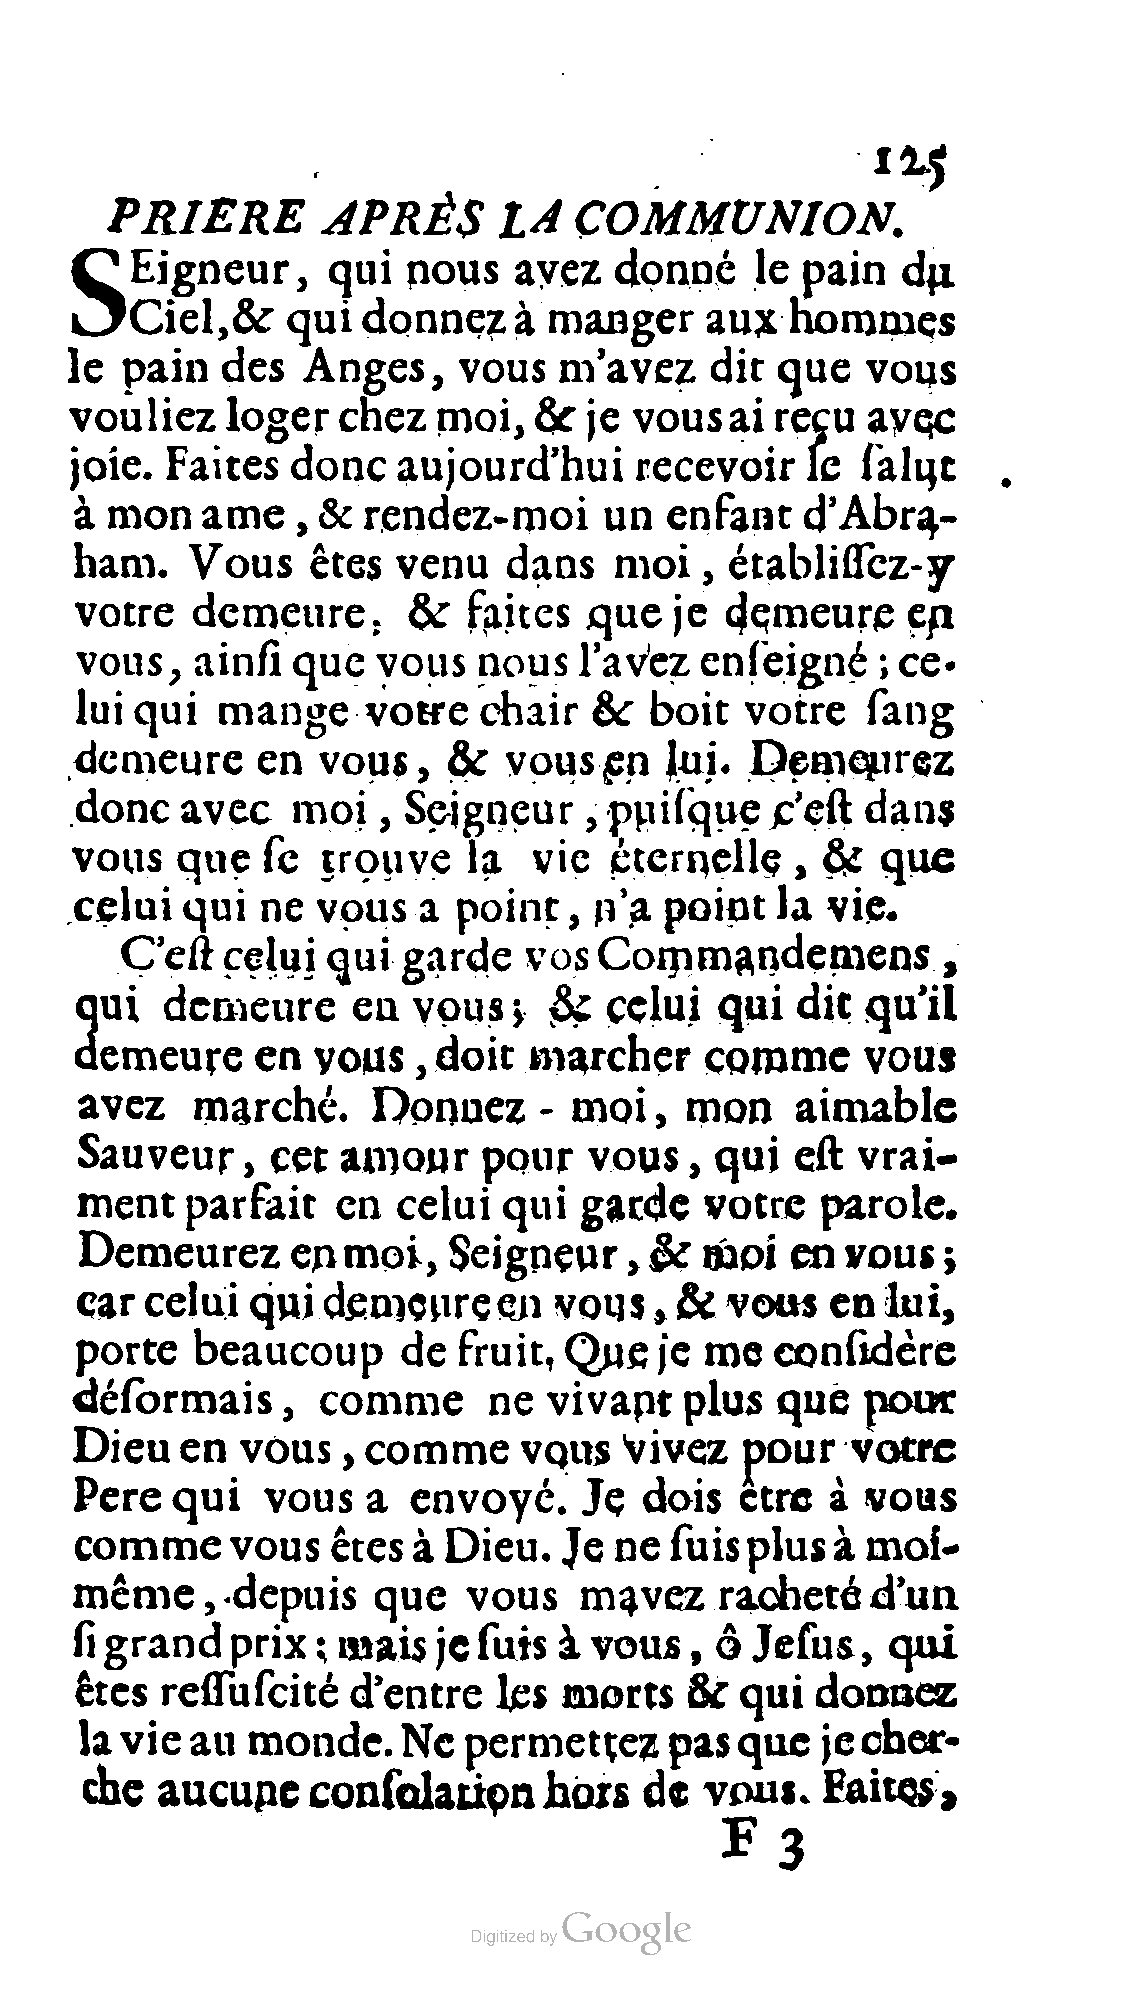 125
PRIERE APRÈS LA COMMUNION.
SEigneur, qui nous avez donné le pain du
Ciel, & qui donnez à manger aux hommes
le pain des Anges, vous m'avez dit que vous
vouliez loger chez moi, & je vous ai reçu avec
joie. Faites donc aujourd'hui recevoir le ſalut
à mon ame, & rendez-moi un enfant d'Abra-
ham. Vous êtes venu dans moi, établiſſez-y
votre demeure; & faites que je demeure en
vous, ainſi que vous nous l'avez enſeigné; ce-
lui qui mange votre chair & boit votre ſang
demeure en vous, & vous en lui. Demeurez
donc avec moi, Seigneur, puiſque c'eſt dans
vous que ſe trouve la vie éternelle, & que
celui qui ne vous a point, n'a point la vie.
C'eſt celui qui garde vos Commandemens,
qui demeure en vous; & celui qui dit qu'il
demeure en vous, doit marcher comme vous
avez marché. Donnez-moi, mon aimable
Sauveur, cet amour pour vous, qui eſt vrai-
ment parfait en celui qui garde votre parole.
Demeurez en moi, Seigneur, & moi en vous;
car celui qui demeure en vous, & vous en lui,
porte beaucoup de fruit. Que je me conſidère
déſormais, comme ne vivant plus que pour
Dieu en vous, comme vous vivez pour votre
Pere qui vous a envoyé. Je dois être à vous
comme vous êtes à Dieu. Je ne ſuis plus à moi-
même, depuis que vous mavez racheté d'un
ſi grand prix; mais je ſuis à vous, ô Jeſus, qui
êtes reſſuſcité d'entre les morts & qui donnez
la vie au monde. Ne permettez pas que je cher-
che aucune conſolation hors de vous. Faites,
F 3
Digitized by Google